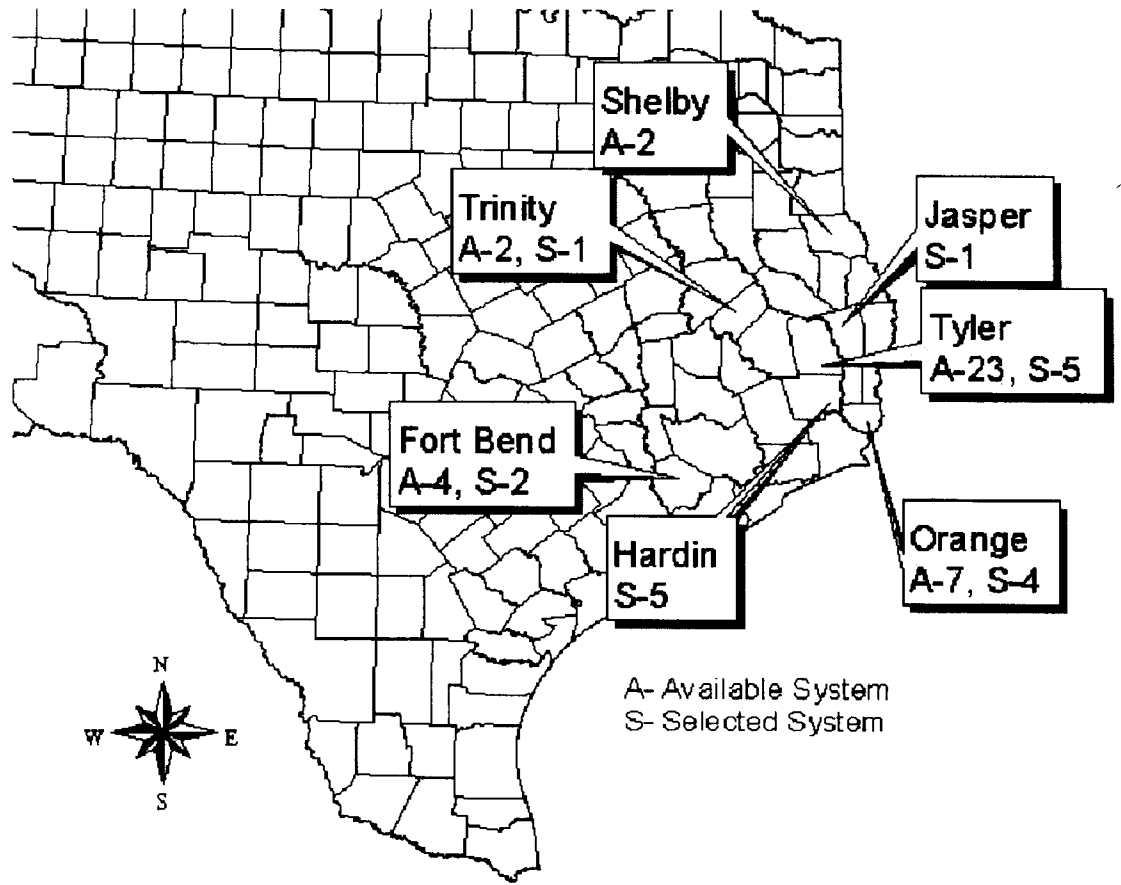 Shelby
A-2
Trinity
A-2, S-1
Jasper
S-1
Tyler
A-23, S-5
Fort Bend
A-4, S-2
Hardin
S-5
Orange
A-7, S-4
A- Available System
S- Selected System
N
W E
S